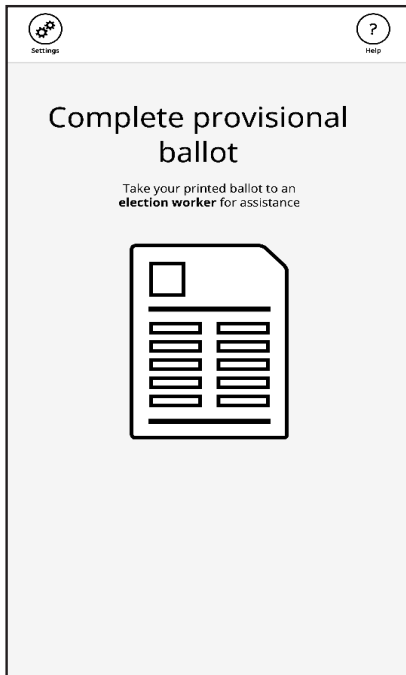 Settings
?
Help
Complete provisional
ballot
Take your printed ballot to an
election worker for assistance